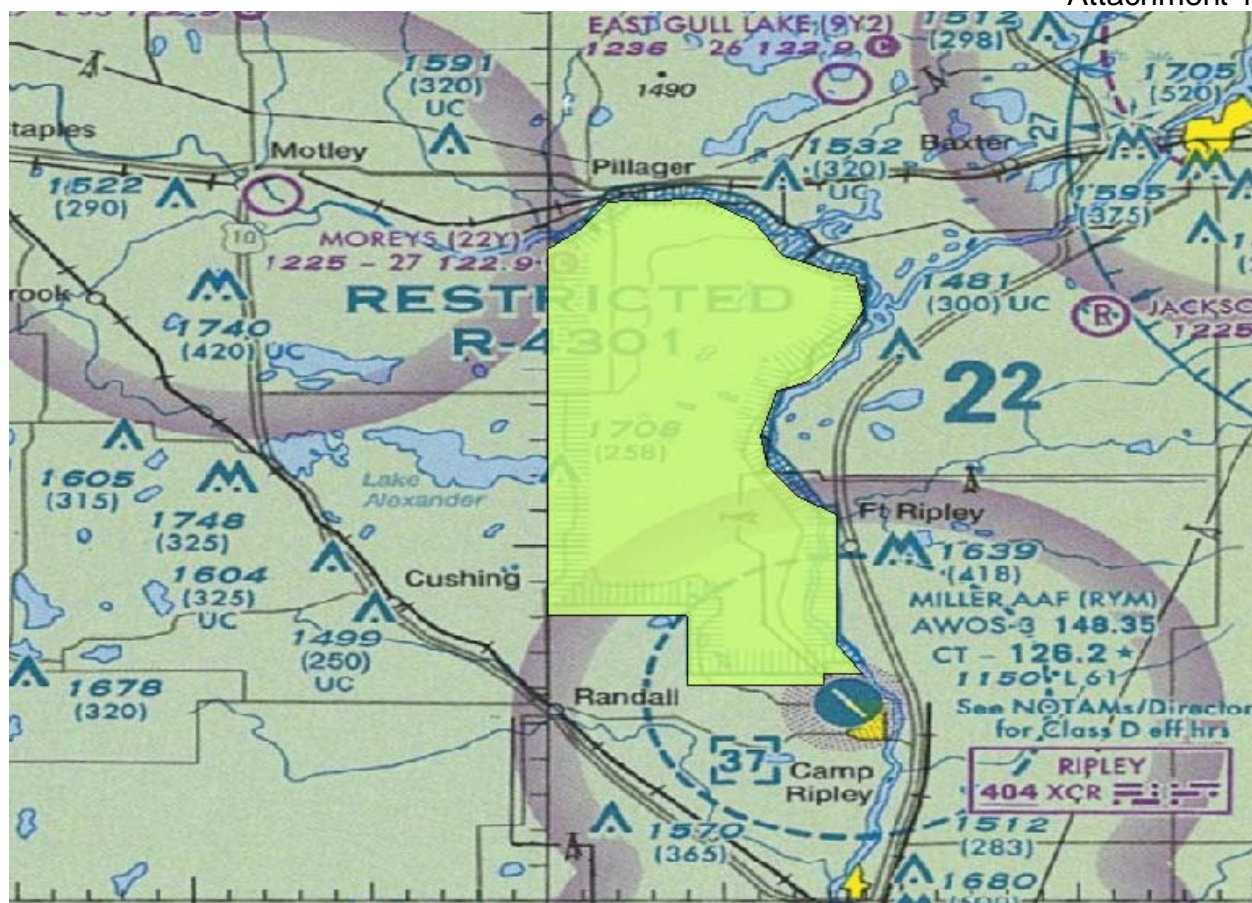 Attachment 1
EAST GULL LAKE (9Y2)
1236 - 26 122.9 C
1512
(298)
1591
(320)
UC
1490
1705
(520)
taples
Motley
Pillager
1532
(320)
UC
Baxter
27
1522
(290)
1595
(375)
10
MOREYS (22Y)
1225 - 27 122.9
rook
RESTRICTED
R-4301
1740
(420) UC
1481
(300) UC
R
JACKSO
1225
22
1708
(258)
1605
(315)
Lake
Alexander
1748
(325)
Ft Ripley
1604
(325)
UC
Cushing
1639
(418)
MILLER AAF (RYM)
AWOS-3 148.35
CT - 126.2 *
1150 L 61
See NOTAMs/Director
for Class D eff hrs
1499
(250)
UC
1678
(320)
Randall
37
Camp
Ripley
RIPLEY
404 XCR
1570
(365)
1512
(283)
1680